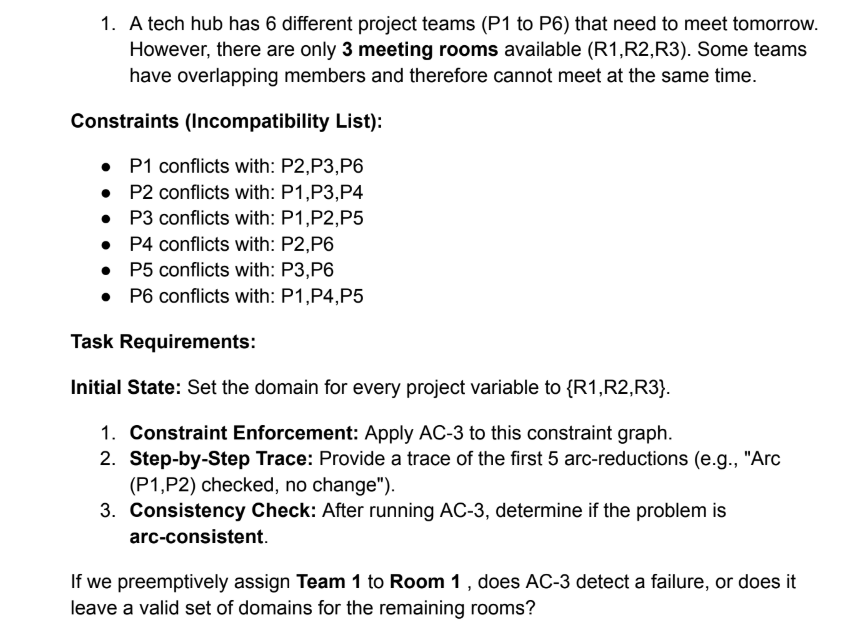 1. A tech hub has 6 different project teams (P1 to P6) that need to meet tomorrow.
However, there are only 3 meeting rooms available (R1,R2,R3). Some teams
have overlapping members and therefore cannot meet at the same time.
Constraints (Incompatibility List):
● P1 conflicts with: P2,P3,P6
● P2 conflicts with: P1,P3,P4
● P3 conflicts with: P1,P2,P5
● P4 conflicts with: P2,P6
● P5 conflicts with: P3,P6
● P6 conflicts with: P1,P4,P5
Task Requirements:
Initial State: Set the domain for every project variable to {R1,R2,R3}.
1. Constraint Enforcement: Apply AC-3 to this constraint graph.
2. Step-by-Step Trace: Provide a trace of the first 5 arc-reductions (e.g., "Arc
(P1,P2) checked, no change").
3. Consistency Check: After running AC-3, determine if the problem is
arc-consistent.
If we preemptively assign Team 1 to Room 1 , does AC-3 detect a failure, or does it
leave a valid set of domains for the remaining rooms?